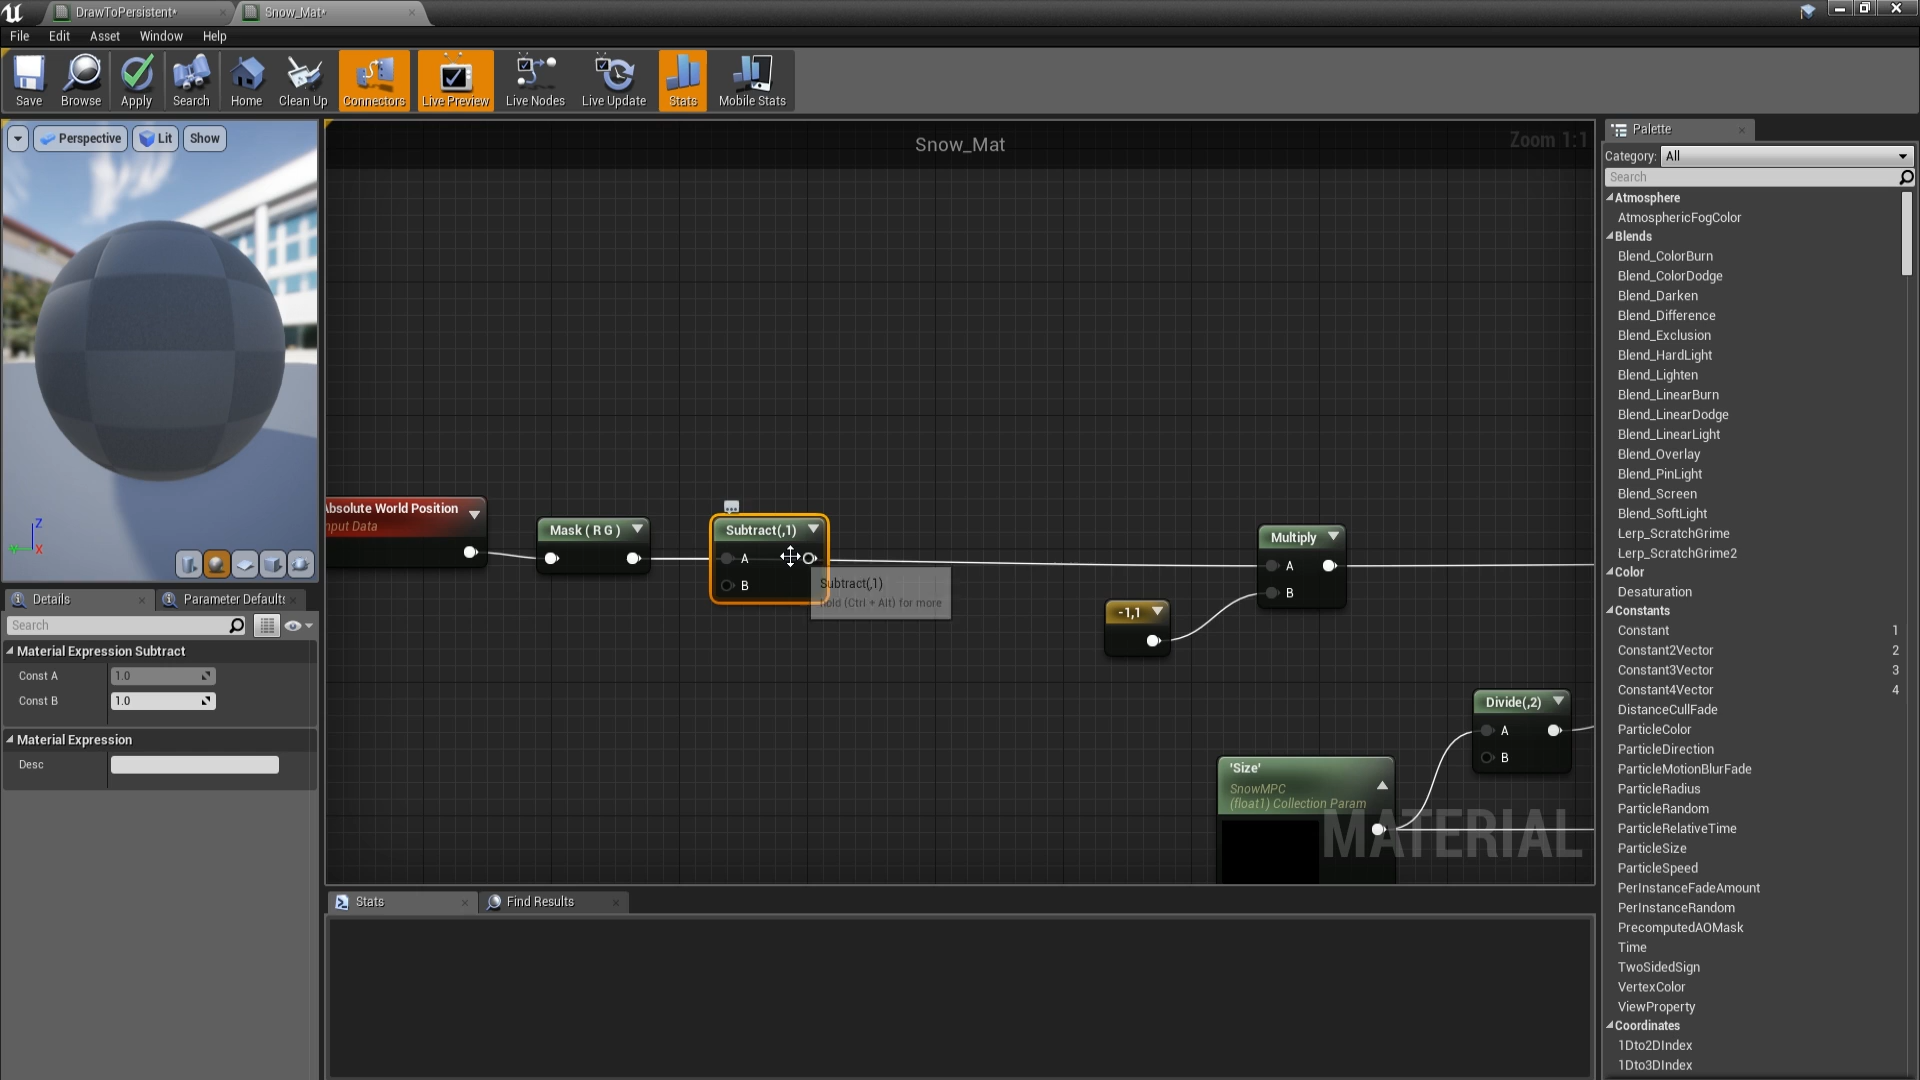 DrawToPersistent*
Snow_Mat*
File Edit Asset Window Help
Save Browse Apply Search Home Clean Up Connectors Live Preview Live Nodes Live Update Stats Mobile Stats
Perspective Lit Show
Snow_Mat
Zoom 1:1
Absolute World Position
Input Data
Mask ( R G )
Subtract(,1)
A
B
Subtract(,1)
hold (Ctrl + Alt) for more
Multiply
A
B
-1,1
Divide(,2)
A
B
'Size'
SnowMPC
(float1) Collection Param
MATERIAL
Z
X
Details
Parameter Defaults
Search
Material Expression Subtract
Const A 1.0
Const B 1.0
Material Expression
Desc
Stats
Find Results
Palette
Category: All
Search
Atmosphere
AtmosphericFogColor
Blends
Blend_ColorBurn
Blend_ColorDodge
Blend_Darken
Blend_Difference
Blend_Exclusion
Blend_HardLight
Blend_Lighten
Blend_LinearBurn
Blend_LinearDodge
Blend_LinearLight
Blend_Overlay
Blend_PinLight
Blend_Screen
Blend_SoftLight
Lerp_ScratchGrime
Lerp_ScratchGrime2
Color
Desaturation
Constants
Constant 1
Constant2Vector 2
Constant3Vector 3
Constant4Vector 4
DistanceCullFade
ParticleColor
ParticleDirection
ParticleMotionBlurFade
ParticleRadius
ParticleRandom
ParticleRelativeTime
ParticleSize
ParticleSpeed
PerInstanceFadeAmount
PerInstanceRandom
PrecomputedAOMask
Time
TwoSidedSign
VertexColor
ViewProperty
Coordinates
1Dto2DIndex
1Dto3DIndex